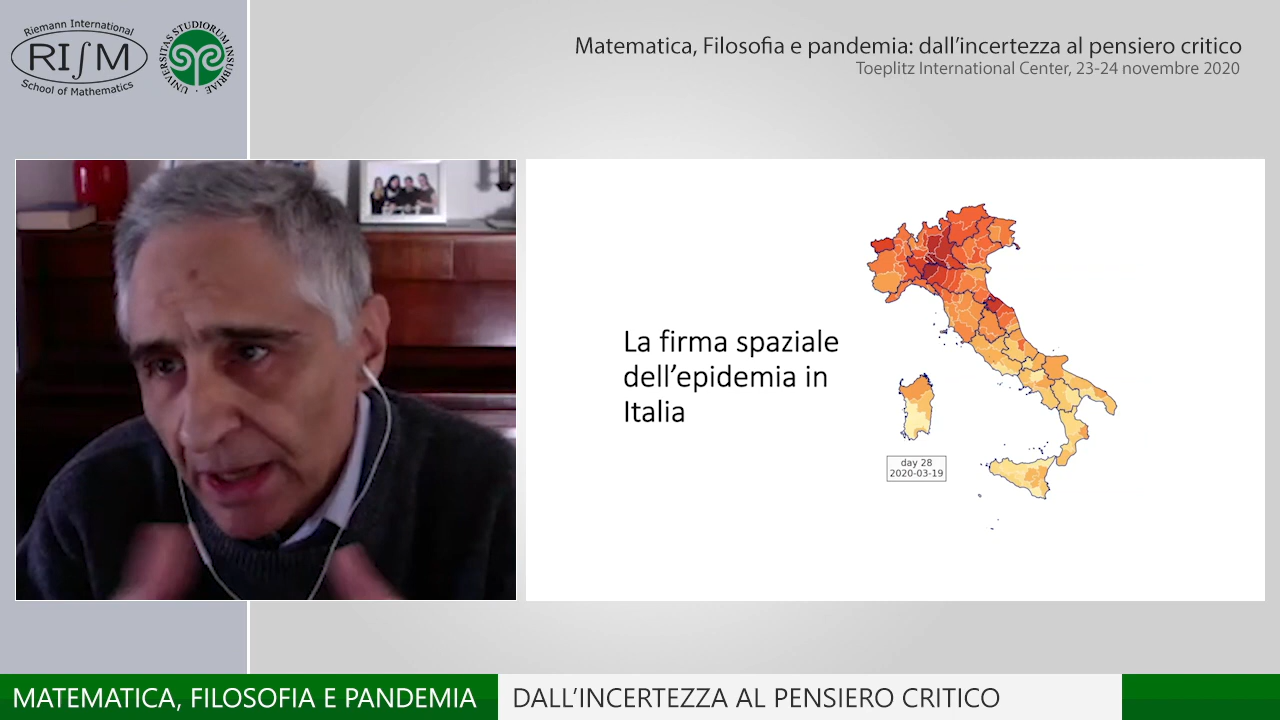 Riemann International
RI∫M
School of Mathematics
UNIVERSITAS STUDIORUM INSUBRIAE
Matematica, Filosofia e pandemia: dall’incertezza al pensiero critico
Toeplitz International Center, 23-24 novembre 2020
La firma spaziale
dell’epidemia in
Italia
day 28
2020-03-19
MATEMATICA, FILOSOFIA E PANDEMIA
DALL’INCERTEZZA AL PENSIERO CRITICO